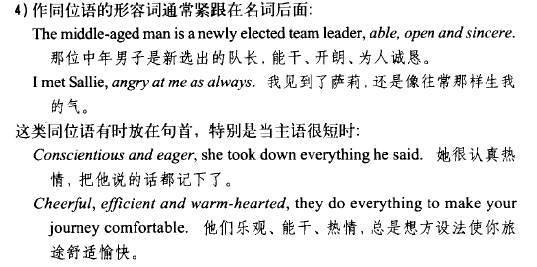 4）作同位语的形容词通常紧跟在名词后面：
The middle-aged man is a newly elected team leader, able, open and sincere.
那位中年男子是新选出的队长，能干、开朗、为人诚恳。
I met Sallie, angry at me as always. 我见到了萨莉，还是像往常那样生我
的气。
这类同位语有时放在句首，特别是当主语很短时：
Conscientious and eager, she took down everything he said. 她很认真热
情，把他说的话都记下了。
Cheerful, efficient and warm-hearted, they do everything to make your
journey comfortable. 他们乐观、能干、热情，总是想方设法使你旅
途舒适愉快。